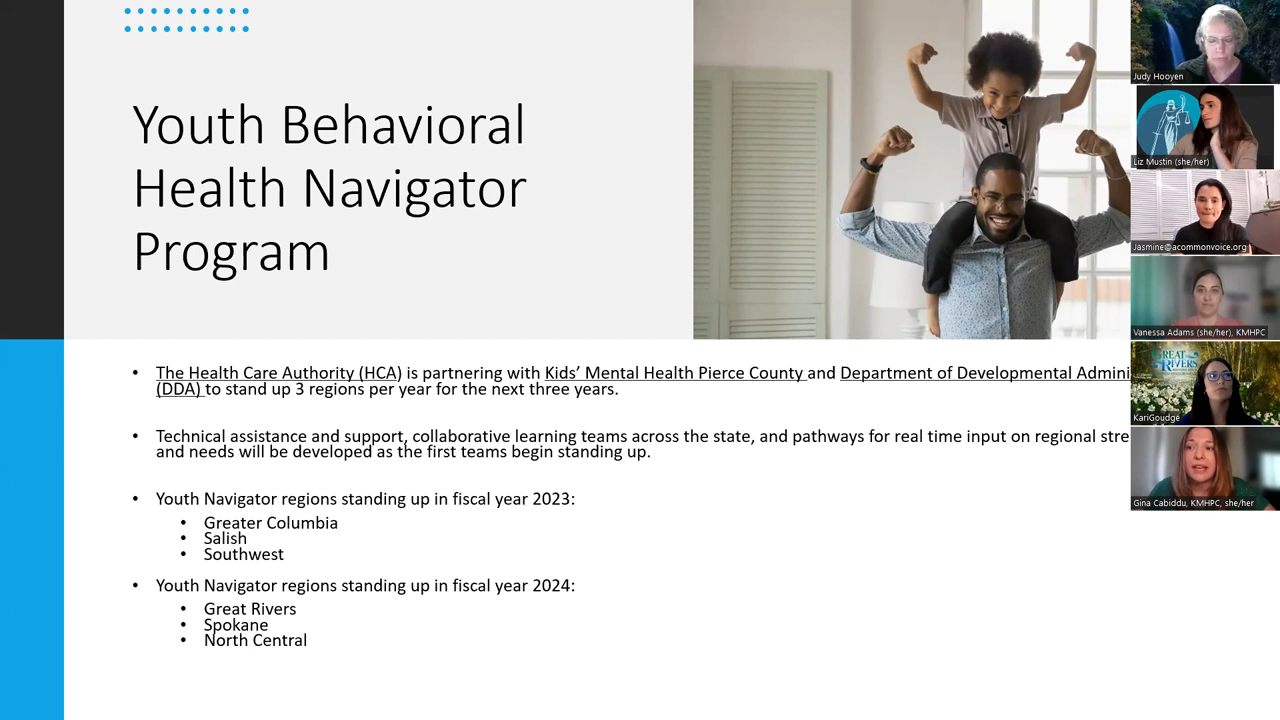 Youth Behavioral
Health Navigator
Program
• The Health Care Authority (HCA) is partnering with Kids’ Mental Health Pierce County and Department of Developmental Admini
(DDA) to stand up 3 regions per year for the next three years.
• Technical assistance and support, collaborative learning teams across the state, and pathways for real time input on regional stre
and needs will be developed as the first teams begin standing up.
• Youth Navigator regions standing up in fiscal year 2023:
• Greater Columbia
• Salish
• Southwest
• Youth Navigator regions standing up in fiscal year 2024:
• Great Rivers
• Spokane
• North Central
Judy Hooyen
Liz Mustin (she/her)
Jasmine@acommonvoice.org
Vanessa Adams (she/her), KMHPC
GREAT
RIVERS
KariGoudge
Gina Cabiddu, KMHPC, she/her